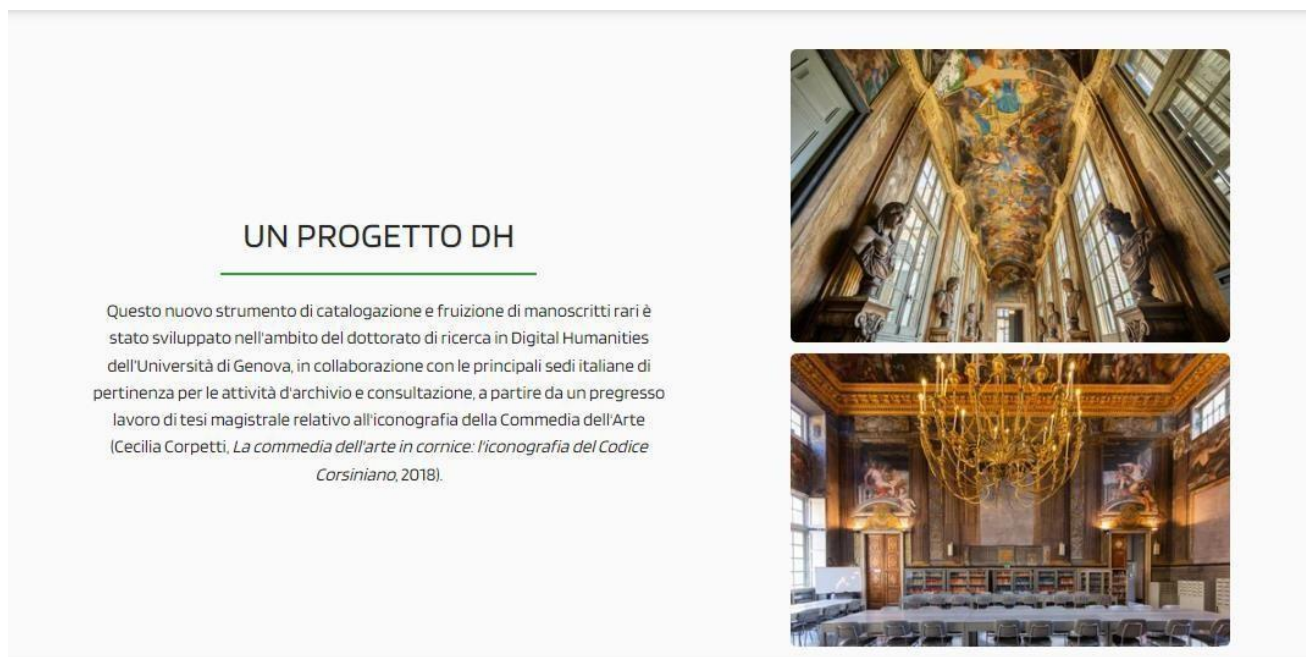 UN PROGETTO DH
Questo nuovo strumento di catalogazione e fruizione di manoscritti rari è
stato sviluppato nell'ambito del dottorato di ricerca in Digital Humanities
dell'Università di Genova, in collaborazione con le principali sedi italiane di
pertinenza per le attività d'archivio e consultazione, a partire da un pregresso
lavoro di tesi magistrale relativo all'iconografia della Commedia dell'Arte
(Cecilia Corpetti, La commedia dell'arte in cornice: l'iconografia del Codice
Corsiniano, 2018).